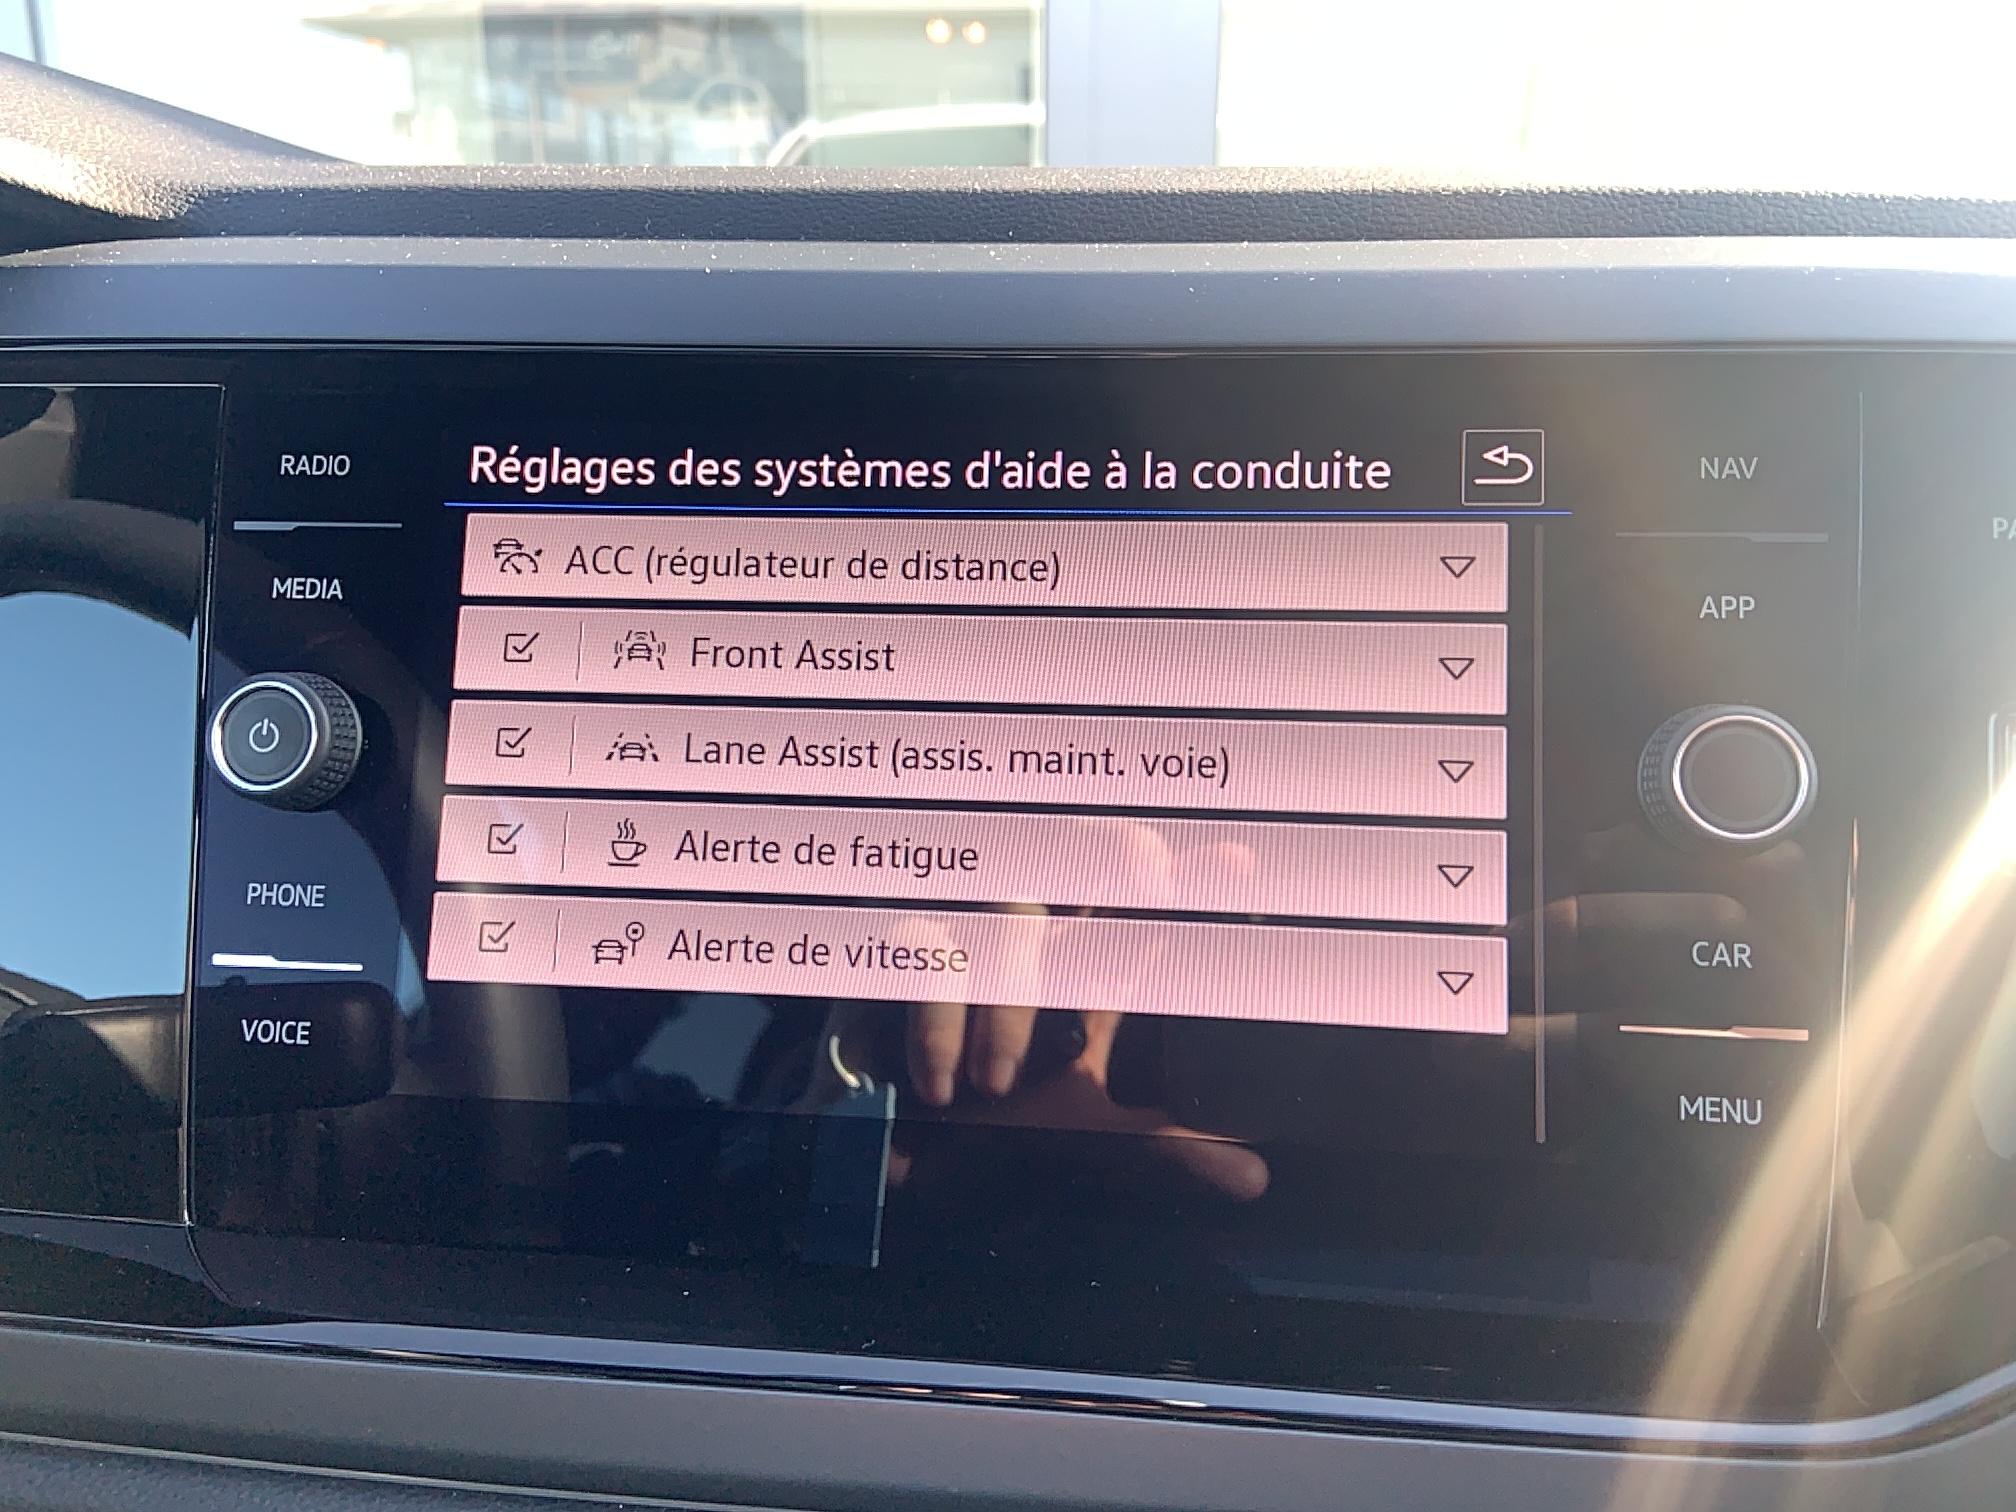 Réglages des systèmes d'aide à la conduite
ACC (régulateur de distance)
Front Assist
Lane Assist (assis. maint. voie)
Alerte de fatigue
Alerte de vitesse
RADIO
MEDIA
PHONE
VOICE
NAV
APP
CAR
MENU